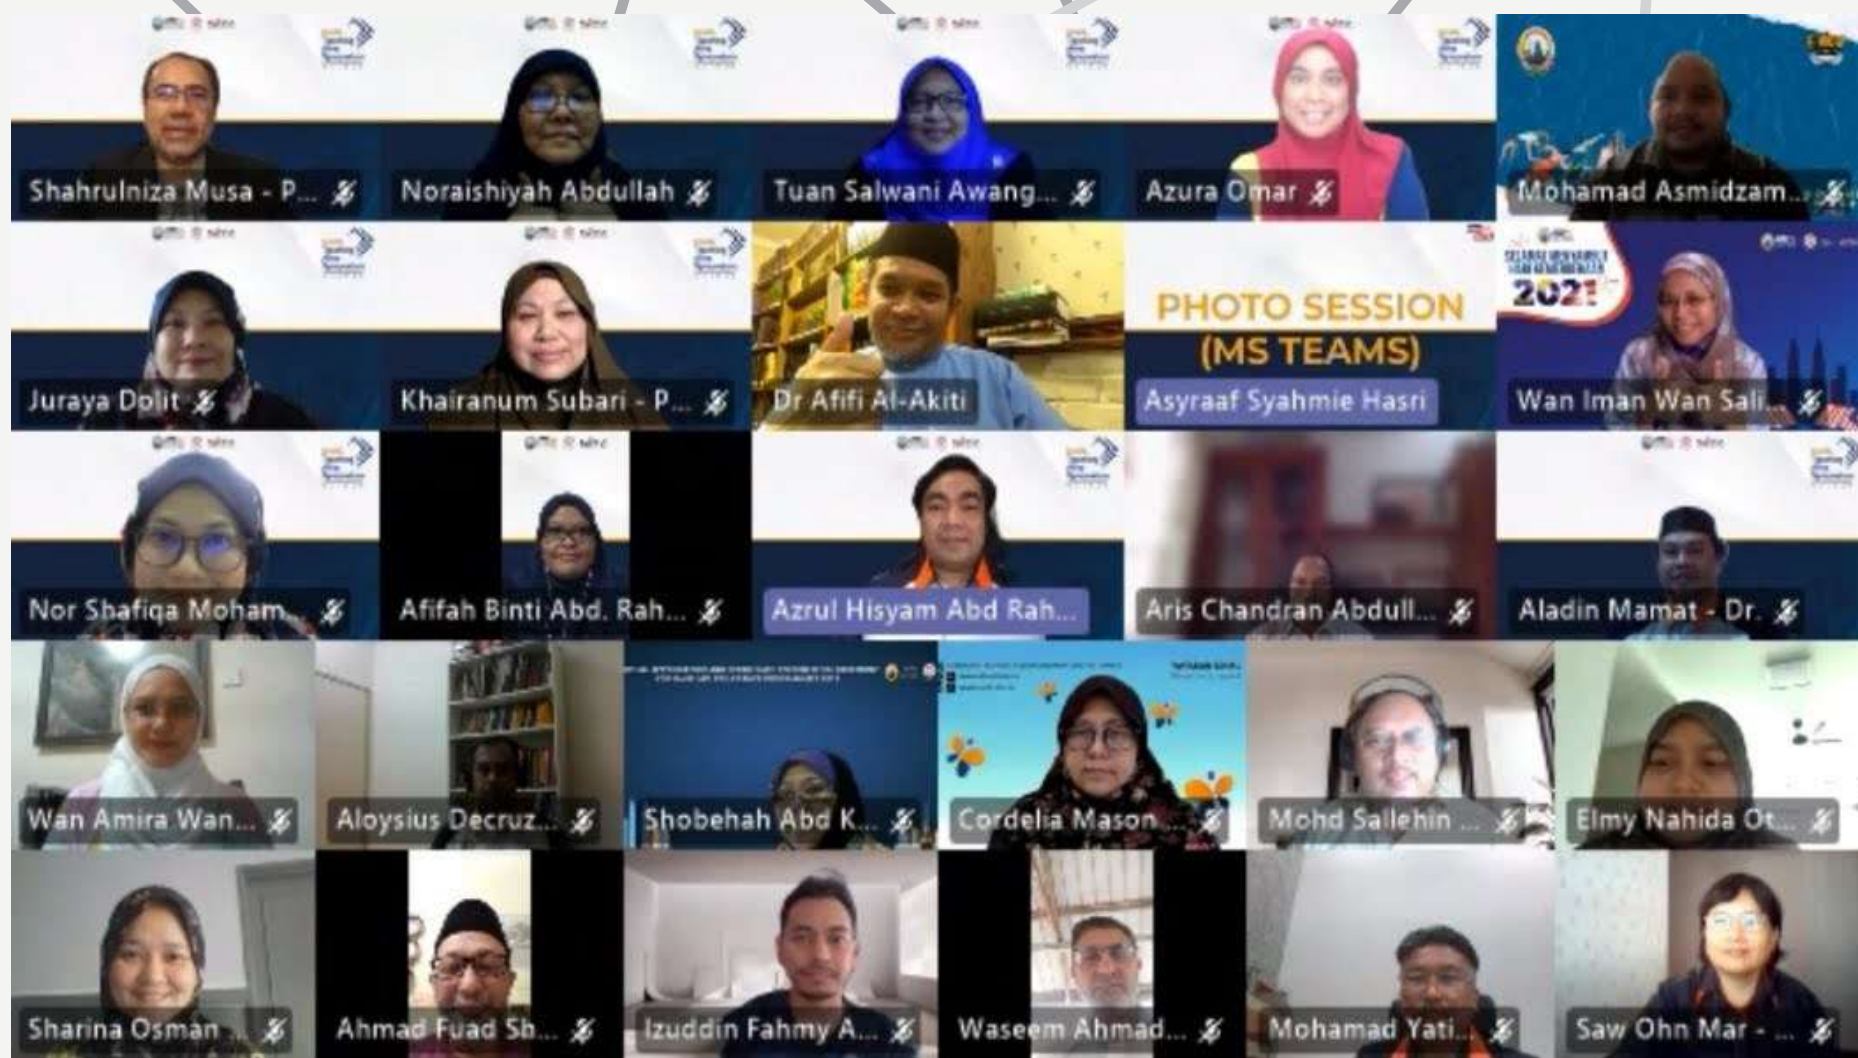 Shahrulniza Musa - P...
Noraishiyah Abdullah
Tuan Salwani Awang...
Azura Omar
Mohamad Asmidzam...
Juraya Dolit
Khairanum Subari - P...
Dr Afifi Al-Akiti
PHOTO SESSION
(MS TEAMS)
Asyraaf Syahmie Hasri
SELAMAT MENYAMBUT
HARI KEMERDEKAAN
2021
Wan Iman Wan Sali...
Nor Shafiqa Moham...
Afifah Binti Abd. Rah...
Azrul Hisyam Abd Rah...
Aris Chandran Abdull...
Aladin Mamat - Dr.
Wan Amira Wan...
Aloysius Decruz...
Shobehah Abd K...
Cordelia Mason ...
Mohd Sallehin ...
Elmy Nahida Ot...
Sharina Osman ...
Ahmad Fuad Sh...
Izuddin Fahmy A...
Waseem Ahmad...
Mohamad Yati...
Saw Ohn Mar - ...